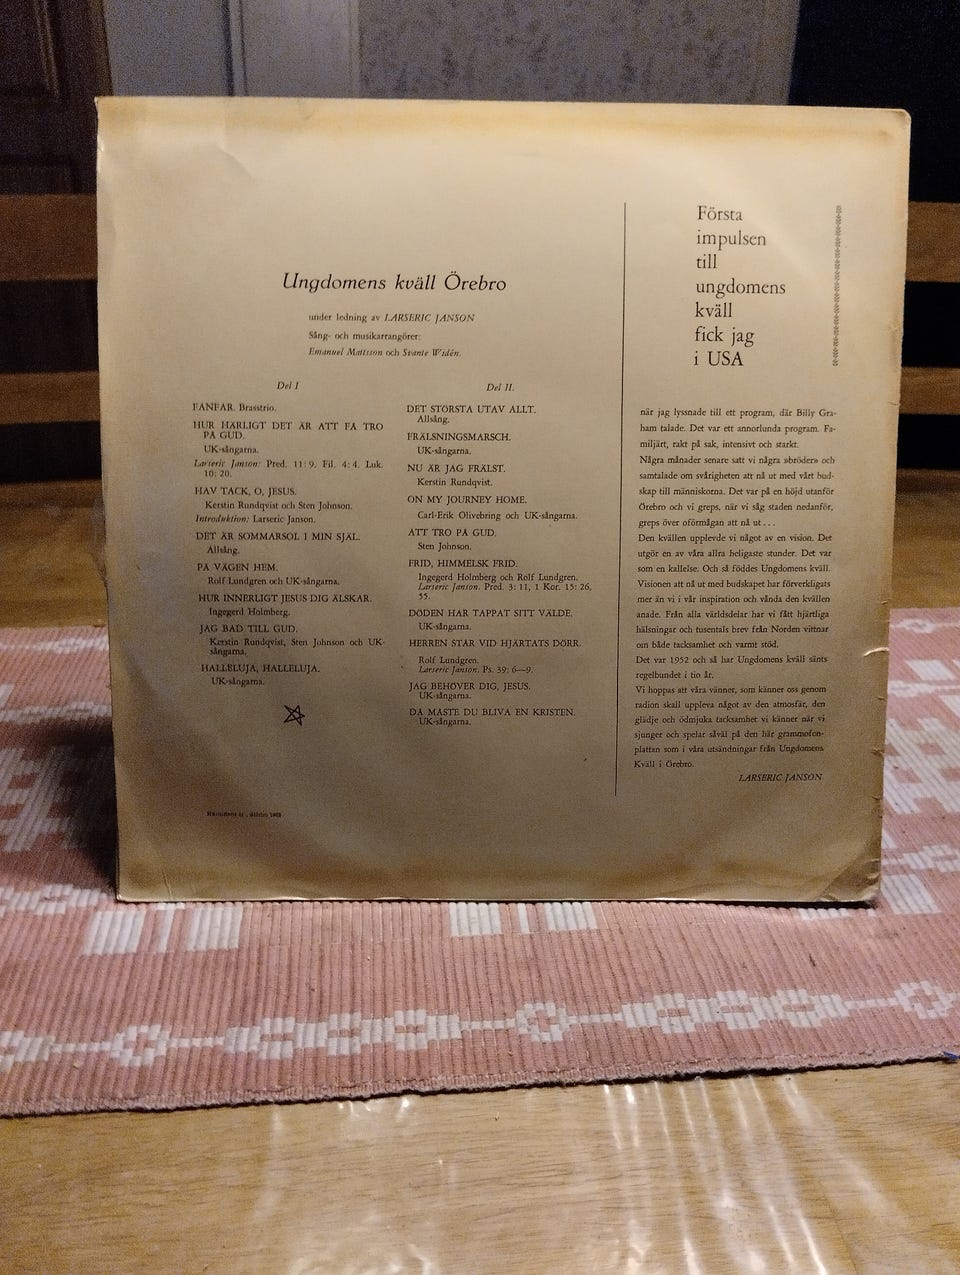 Ungdomens kväll Örebro
under ledning av LARSERIC JANSON
Sång- och musikarrangörer:
Emanuel Mattsson och Svante Widén.
Del I
FANFAR. Brasstrio.
HUR HÄRLIGT DET ÄR ATT FÅ TRO
PÅ GUD.
UK-sångarna.
Larseric Janson: Pred. 11: 9. Fil. 4: 4. Luk.
10: 20.
HAV TACK, O, JESUS.
Kerstin Rundqvist och Sten Johnson.
Introduktion: Larseric Janson.
DET ÄR SOMMARSOL I MIN SJÄL.
Allsång.
PÅ VÄGEN HEM.
Rolf Lundgren och UK-sångarna.
HUR INNERLIGT JESUS DIG ÄLSKAR.
Ingegerd Holmberg.
JAG BAD TILL GUD.
Kerstin Rundqvist, Sten Johnson och UK-
sångarna.
HALLELUJA, HALLELUJA.
UK-sångarna.
Del II.
DET STÖRSTA UTAV ALLT.
Allsång.
FRÄLSNINGSMARSCH.
UK-sångarna.
NU ÄR JAG FRÄLST.
Kerstin Rundqvist.
ON MY JOURNEY HOME.
Carl-Erik Olivebring och UK-sångarna.
ATT TRO PÅ GUD.
Sten Johnson.
FRID, HIMMELSK FRID.
Ingegerd Holmberg och Rolf Lundgren.
Larseric Janson. Pred. 3: 11, 1 Kor. 15: 26,
55.
DÖDEN HAR TAPPAT SITT VÄLDE.
UK-sångarna.
HERREN STÅR VID HJÄRTATS DÖRR.
Rolf Lundgren.
Larseric Janson. Ps. 39: 6—9.
JAG BEHÖVER DIG, JESUS.
UK-sångarna.
DÅ MÅSTE DU BLIVA EN KRISTEN.
UK-sångarna.
1962
Första
impulsen
till
ungdomens
kväll
fick jag
i USA
när jag lyssnade till ett program, där Billy Gra-
ham talade. Det var ett annorlunda program. Fa-
miljärt, rakt på sak, intensivt och starkt.
Några månader senare satt vi några »bröder» och
samtalade om svårigheten att nå ut med vårt bud-
skap till människorna. Det var på en höjd utanför
Örebro och vi greps, när vi såg staden nedanför,
greps över oförmågan att nå ut . . .
Den kvällen upplevde vi något av en vision. Det
utgör en av våra allra heligaste stunder. Det var
som en kallelse. Och så föddes Ungdomens kväll.
Visionen att nå ut med budskapet har förverkligats
mer än vi i vår inspiration och vånda den kvällen
anade. Från alla världsdelar har vi fått hjärtliga
hälsningar och tusentals brev från Norden vittnar
om både tacksamhet och varmt stöd.
Det var 1952 och så har Ungdomens kväll sänts
regelbundet i tio år.
Vi hoppas att våra vänner, som känner oss genom
radion skall uppleva något av den atmosfär, den
glädje och ödmjuka tacksamhet vi känner när vi
sjunger och spelar såväl på den här grammofon-
plattan som i våra utsändningar från Ungdomens
Kväll i Örebro.
LARSERIC JANSON